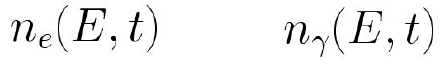 n_e(E, t) n_γ(E, t)